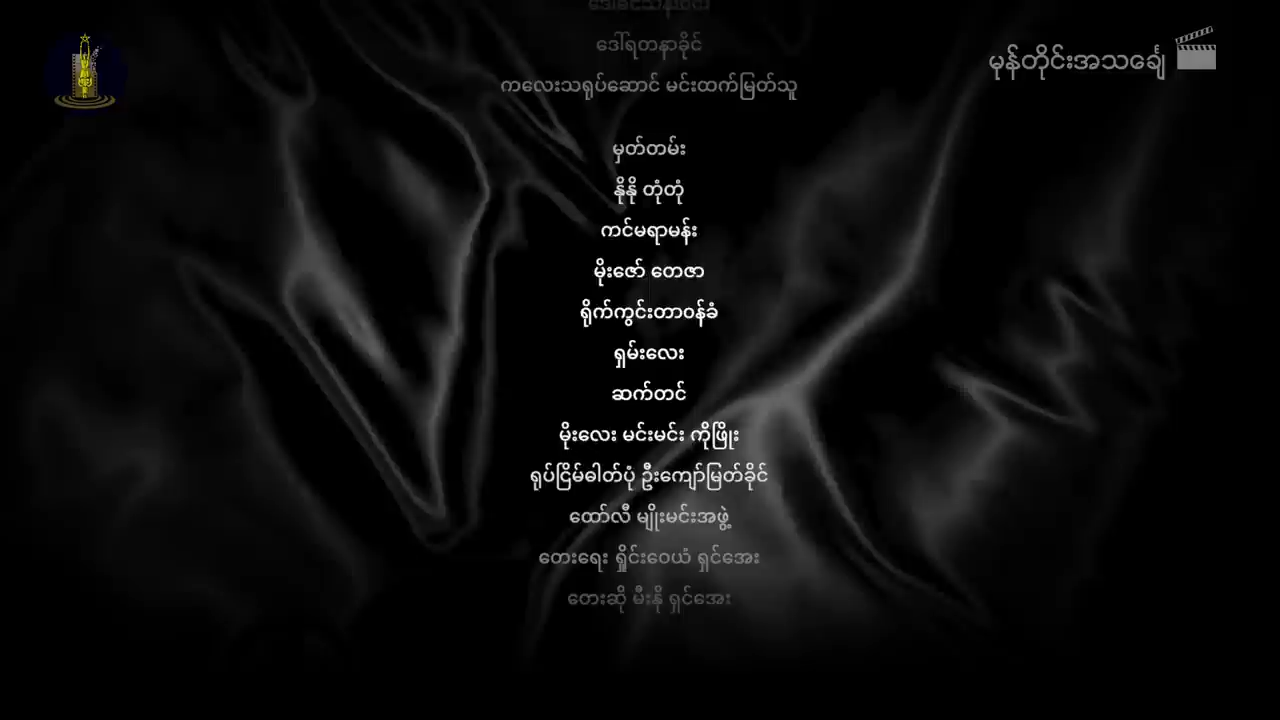 ဒေါ်ရတနာခိုင်
မုန်တိုင်းအသချေံ
ကလေးသရုပ်ဆောင် မင်းထက်မြတ်သူ
မှတ်တမ်း
နိုနို တုံတုံ
ကင်မရာမန်း
မိုးဇော် တေဇာ
ရိုက်ကွင်းတာဝန်ခံ
ရှမ်းလေး
ဆက်တင်
မိုးလေး မင်းမင်း ကိုဖြိုး
ရုပ်ငြိမ်ဓါတ်ပုံ ဦးကျော်မြတ်ခိုင်
ထော်လီ မျိုးမင်းအဖွဲ့
တေးရေး ရှိုင်းဝေယံ ရှင်အေး
တေးဆို မီးနို ရှင်အေး